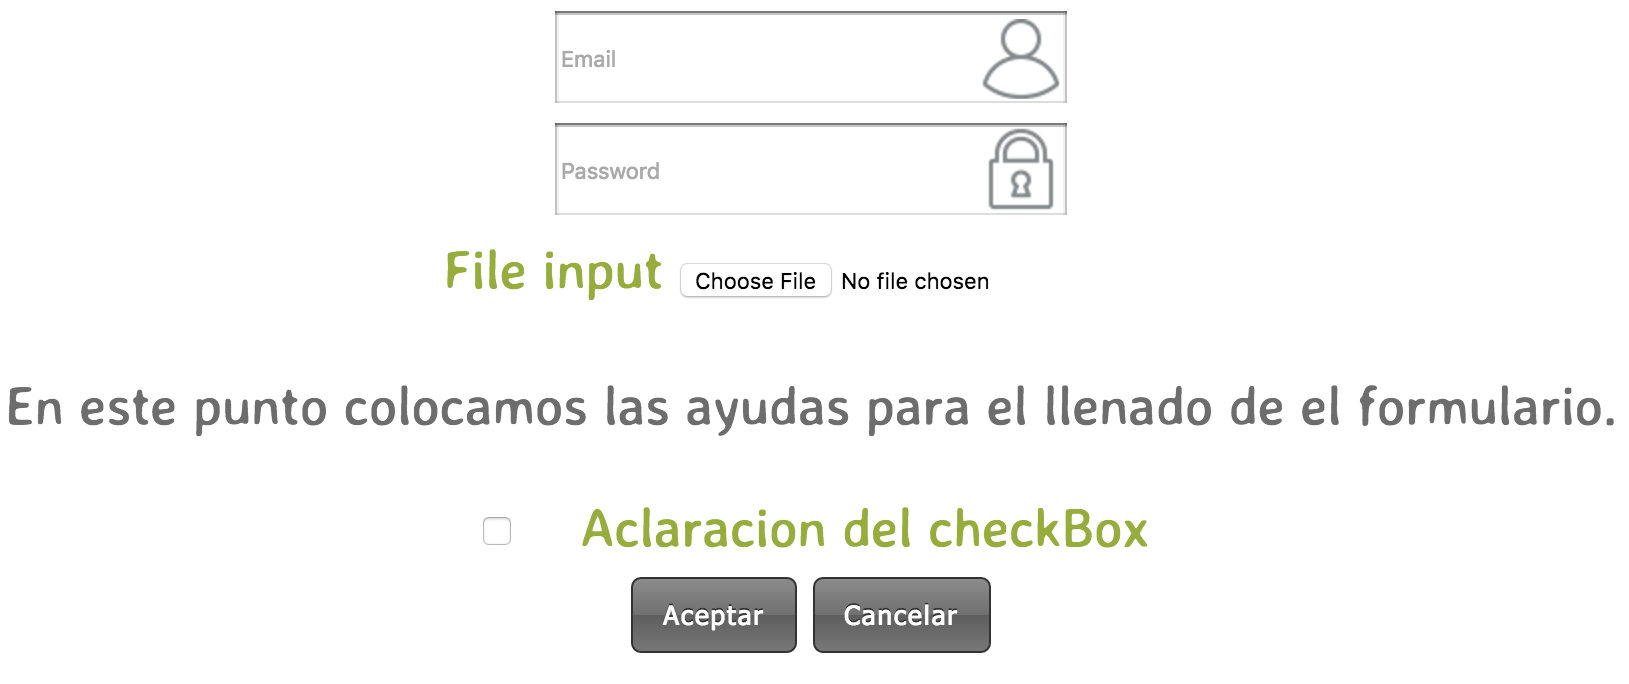 Email
Password
File input Choose File No file chosen
En este punto colocamos las ayudas para el llenado de el formulario.
Aclaracion del checkBox
Aceptar Cancelar